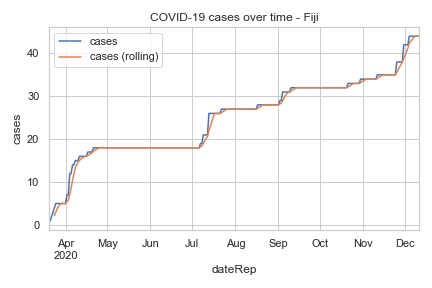 COVID-19 cases over time - Fiji
cases
cases (rolling)
cases
40
30
20
10
0
Apr May Jun Jul Aug Sep Oct Nov Dec
2020
dateRep